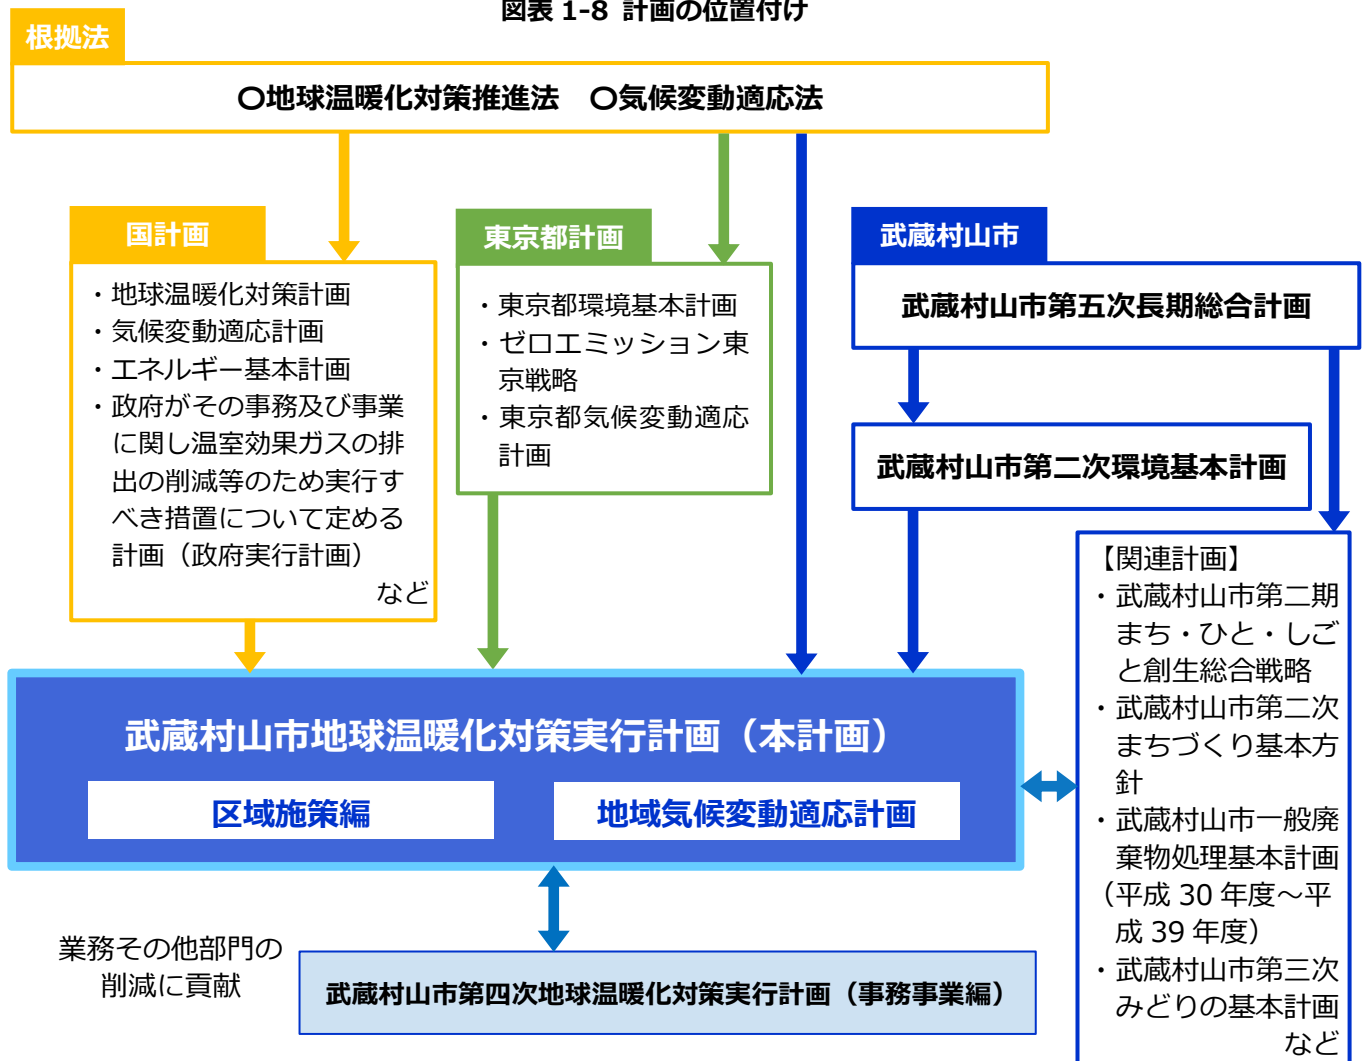 図表 1-8 計画の位置付け
根拠法
〇地球温暖化対策推進法 〇気候変動適応法
国計画
・地球温暖化対策計画
・気候変動適応計画
・エネルギー基本計画
・政府がその事務及び事業
に関し温室効果ガスの排
出の削減等のため実行す
べき措置について定める
計画（政府実行計画）
など
東京都計画
・東京都環境基本計画
・ゼロエミッション東
京戦略
・東京都気候変動適応
計画
武蔵村山市
武蔵村山市第五次長期総合計画
武蔵村山市第二次環境基本計画
【関連計画】
・武蔵村山市第二期
まち・ひと・しご
と創生総合戦略
・武蔵村山市第二次
まちづくり基本方
針
・武蔵村山市一般廃
棄物処理基本計画
（平成 30 年度～平
成 39 年度）
・武蔵村山市第三次
みどりの基本計画
など
武蔵村山市地球温暖化対策実行計画（本計画）
区域施策編
地域気候変動適応計画
業務その他部門の
削減に貢献
武蔵村山市第四次地球温暖化対策実行計画（事務事業編）